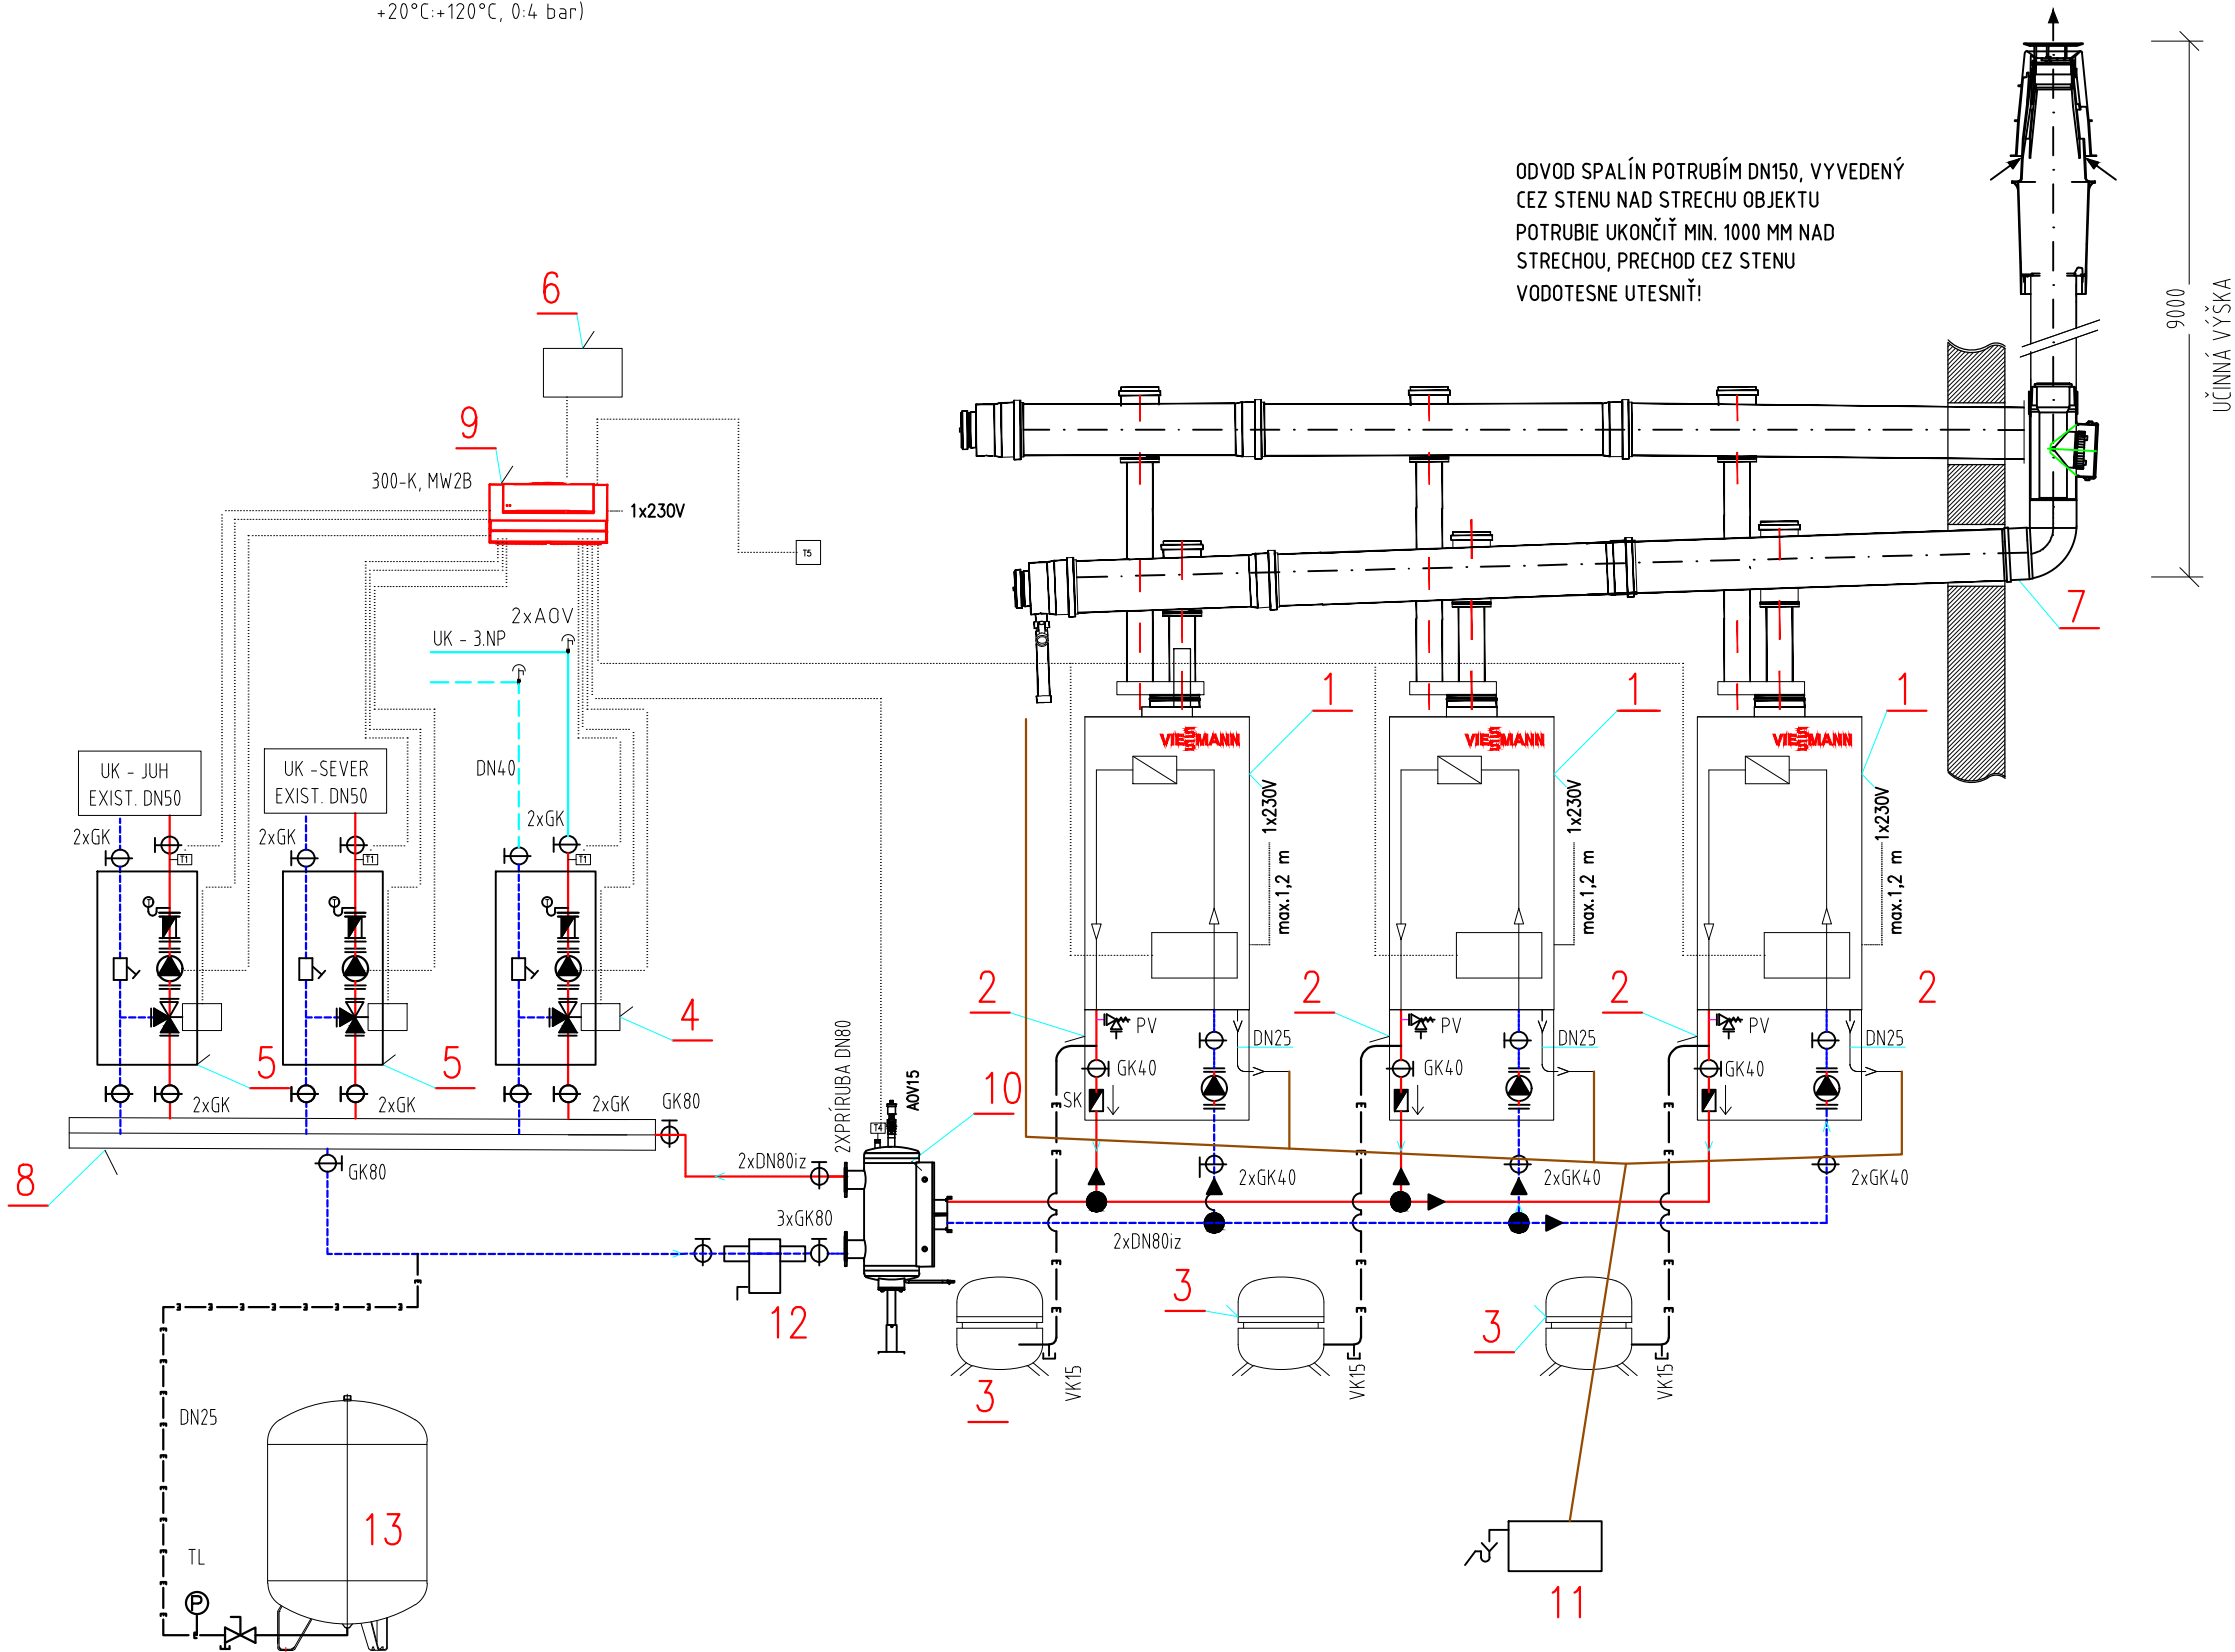 +20°C:+120°C, 0:4 bar)
ODVOD SPALÍN POTRUBÍM DN150, VYVEDENÝ
CEZ STENU NAD STRECHU OBJEKTU
POTRUBIE UKONČIŤ MIN. 1000 MM NAD
STRECHOU, PRECHOD CEZ STENU
VODOTESNE UTESNIŤ!
9000
UČINNÁ VÝŠKA
6
9
300-K, MW2B
1x230V
T5
7
2xAOV
UK - 3.NP
1
1
1
VIESSMANN
VIESSMANN
VIESSMANN
UK - JUH
EXIST. DN50
UK -SEVER
EXIST. DN50
DN40
2xGK
2xGK
2xGK
T1
T1
T1
1x230V
max.1,2 m
1x230V
max.1,2 m
1x230V
max.1,2 m
T
T
T
4
5
5
2
2
2
2
PV
PV
PV
DN25
DN25
DN25
GK40
GK40
GK40
SK
2xGK
2xGK
2xGK
GK80
2XPRÍRUBA DN80
T4
AOV15
10
8
GK80
2xDN80iz
2xGK40
2xGK40
2xGK40
3xGK80
2xDN80iz
12
3
3
3
VK15
VK15
VK15
DN25
13
TL
P
11